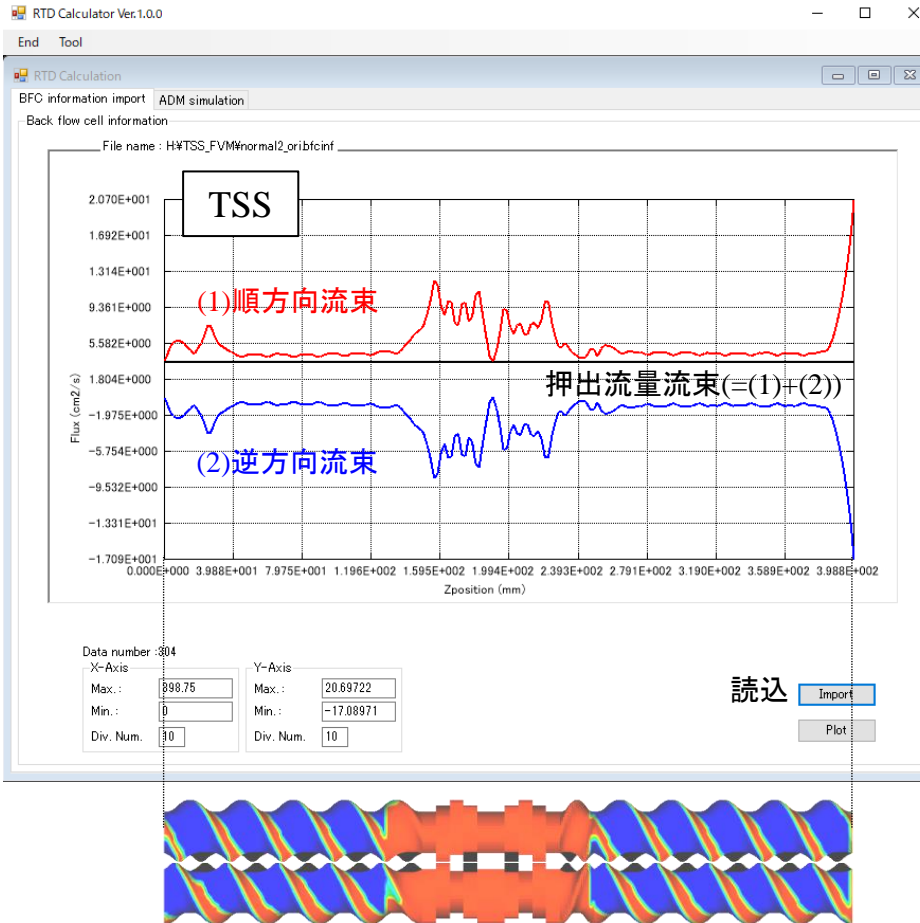 RTD Calculator Ver.1.0.0
End Tool
RTD Calculation
BFC information import ADM simulation
Back flow cell information
File name : H:¥TSS_FVM¥normal2_ori.bfcinf
TSS
2.070E+001
1.692E+001
1.314E+001
9.361E+000
5.582E+000
1.804E+000
-1.975E+000
-5.754E+000
-9.532E+000
-1.331E+001
-1.709E+001
Flux (cm2/s)
(1)順方向流束
押出流量流束(=(1)+(2))
(2)逆方向流束
0.000E+000 3.988E+001 7.975E+001 1.196E+002 1.595E+002 1.994E+002 2.393E+002 2.791E+002 3.190E+002 3.589E+002 3.988E+002
Zposition (mm)
Data number :304
X-Axis Y-Axis
Max. : 398.75 Max. : 20.69722
Min. : 0 Min. : -17.08971
Div. Num. 10 Div. Num. 10
読込 Import
Plot